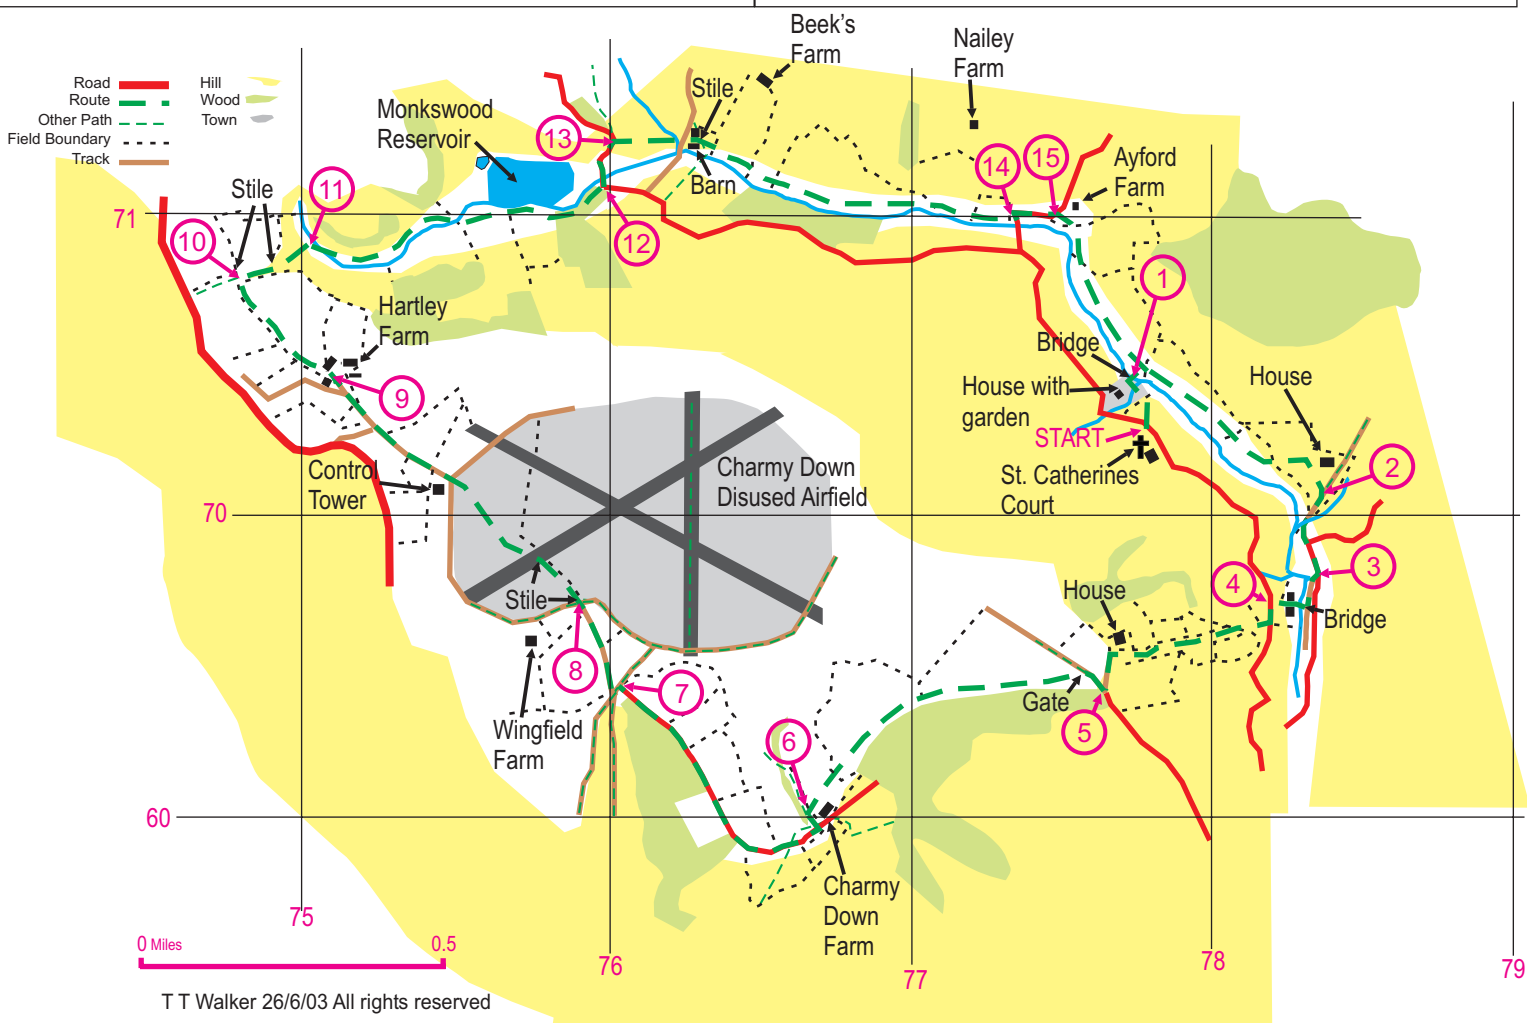 Beek's
Farm
Nailey
Farm
Road
Route
Other Path
Field Boundary
Track
Hill
Wood
Town
Monkswood
Reservoir
Stile
13
Barn
14
15
Ayford
Farm
Stile
11
71
10
12
1
Hartley
Farm
Bridge
House with
garden
House
9
START
St. Catherines
Court
2
Control
Tower
Charmy Down
Disused Airfield
70
3
4
House
Bridge
Stile
8
7
Gate
5
Wingfield
Farm
6
60
Charmy
Down
Farm
75
0 Miles
0.5
76
77
78
79
T T Walker 26/6/03 All rights reserved